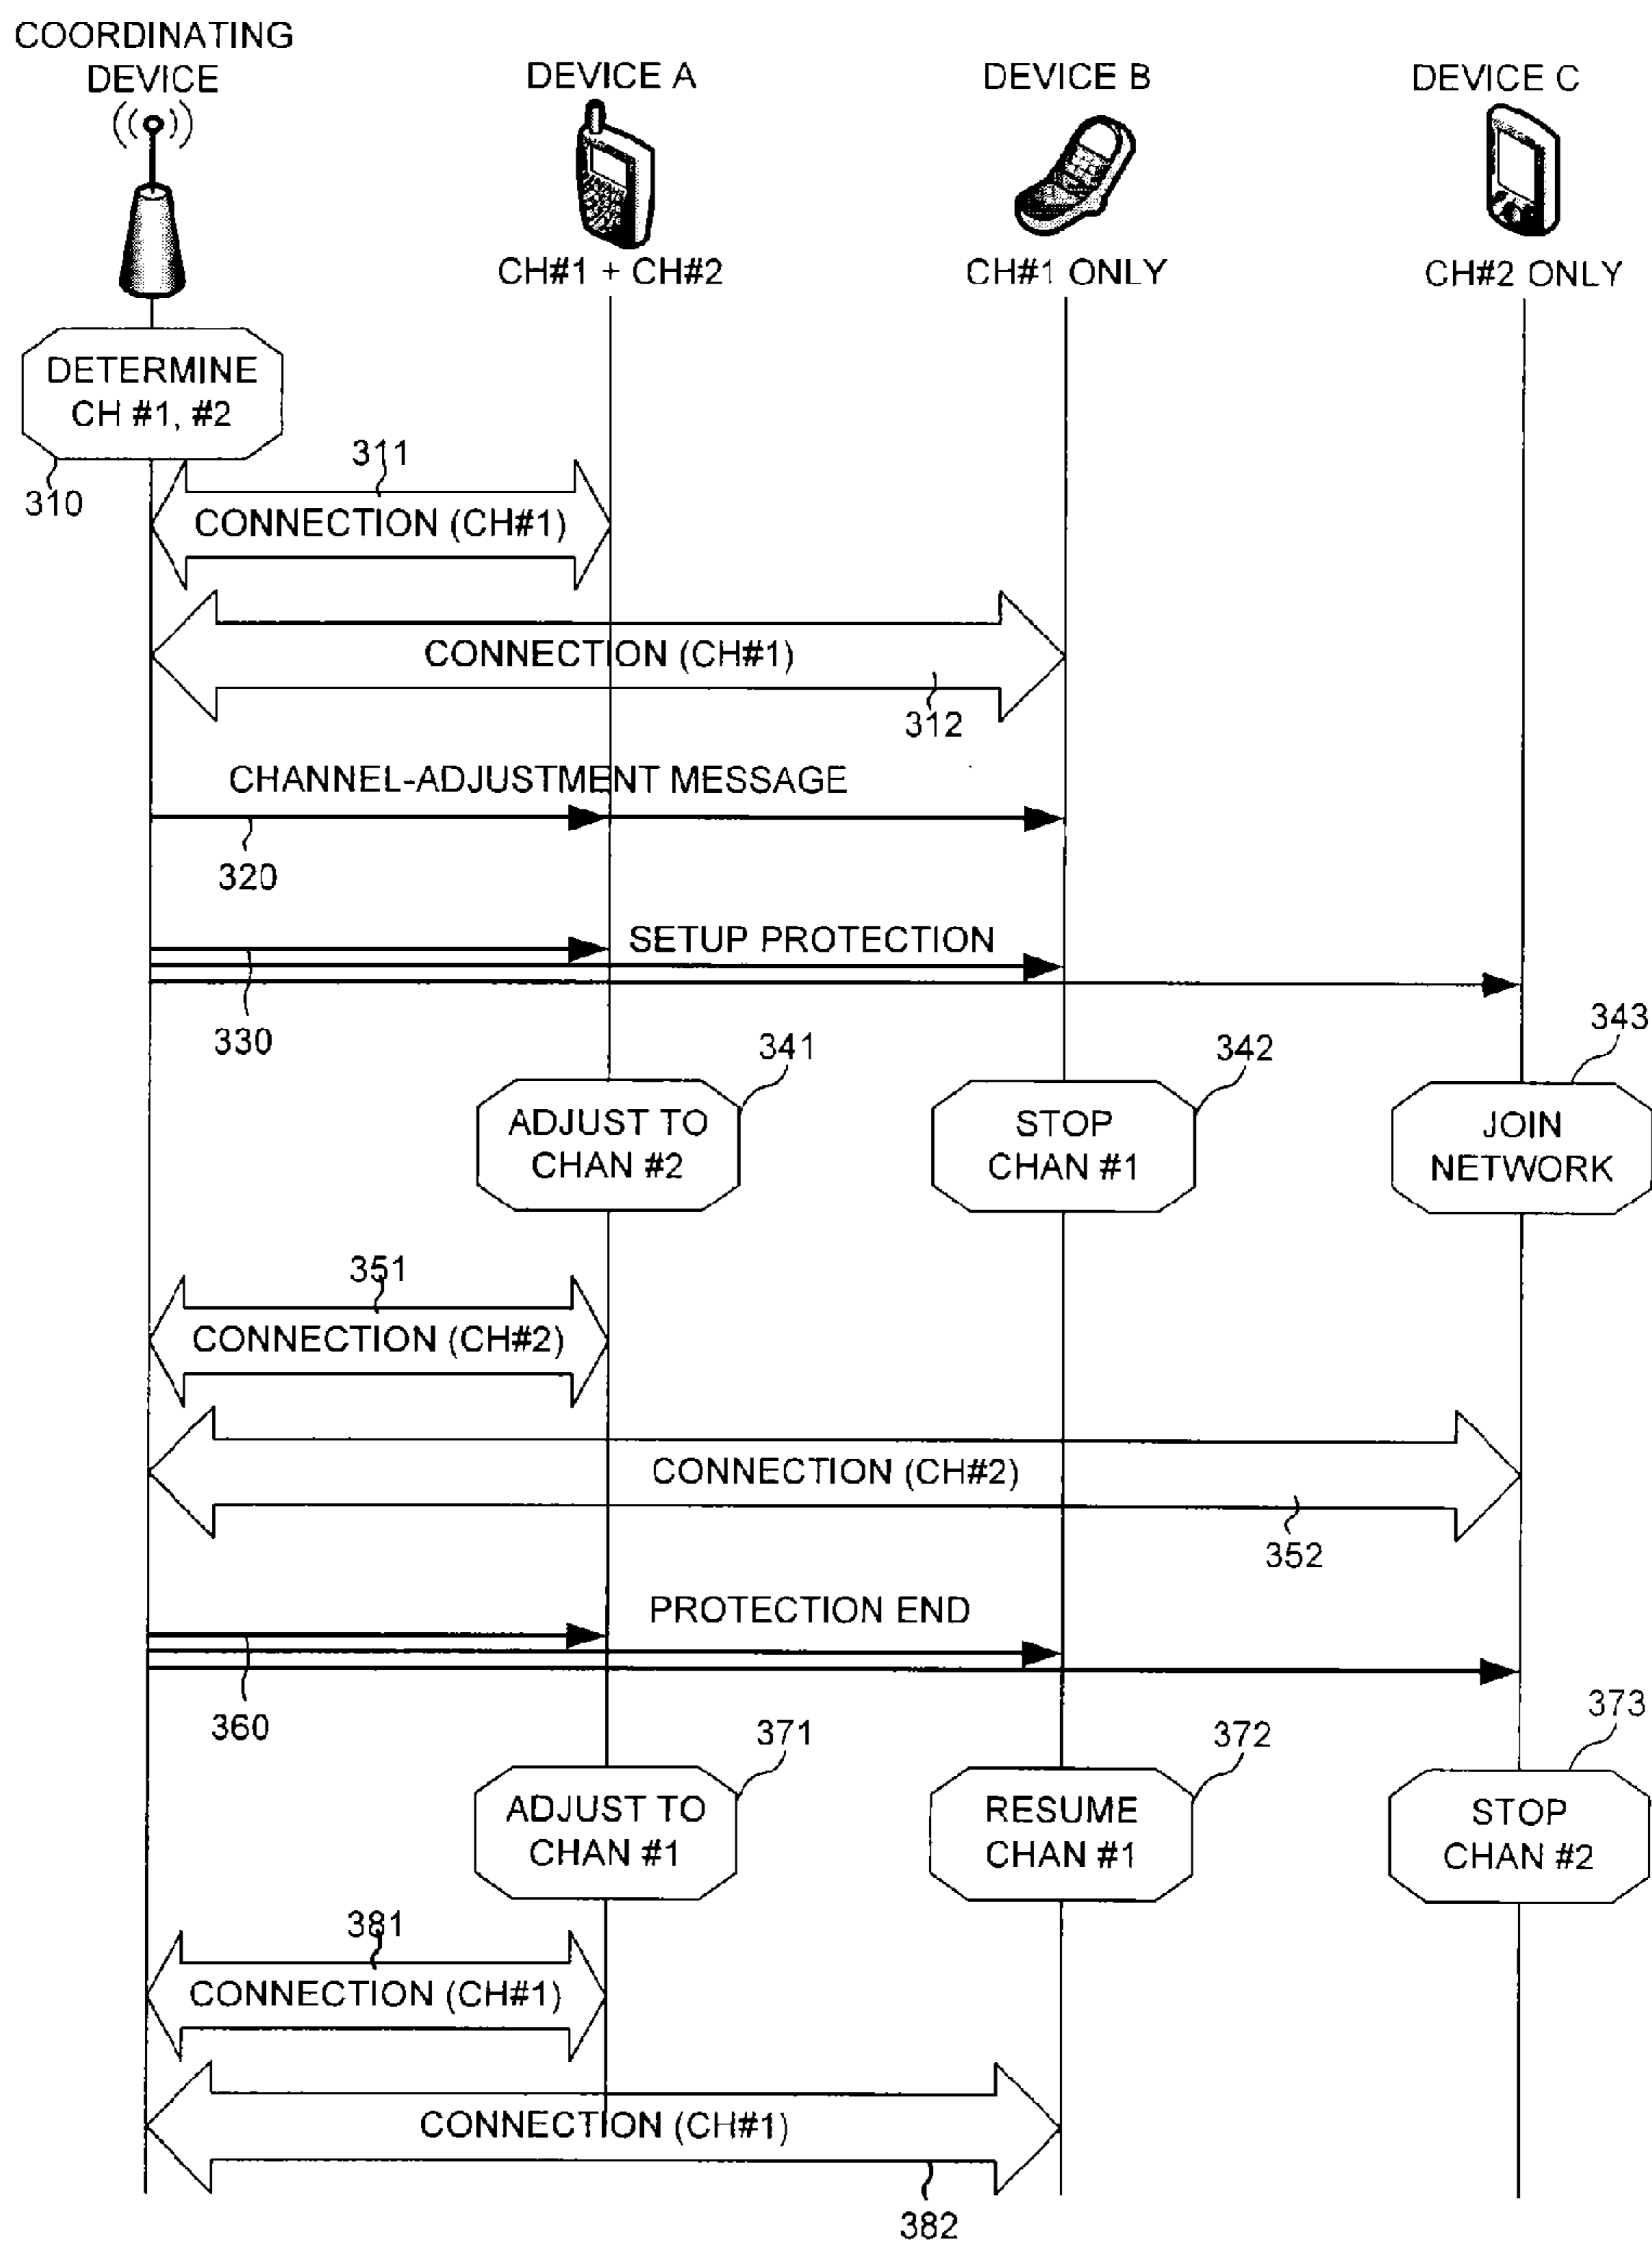 COORDINATING
DEVICE
DEVICE A
DEVICE B
DEVICE C
CH#1 + CH#2
CH#1 ONLY
CH#2 ONLY
DETERMINE
CH #1, #2
310
311
CONNECTION (CH#1)
CONNECTION (CH#1)
312
CHANNEL-ADJUSTMENT MESSAGE
320
SETUP PROTECTION
330
341
342
343
ADJUST TO
CHAN #2
STOP
CHAN #1
JOIN
NETWORK
351
CONNECTION (CH#2)
CONNECTION (CH#2)
352
PROTECTION END
360
371
372
373
ADJUST TO
CHAN #1
RESUME
CHAN #1
STOP
CHAN #2
381
CONNECTION (CH#1)
CONNECTION (CH#1)
382